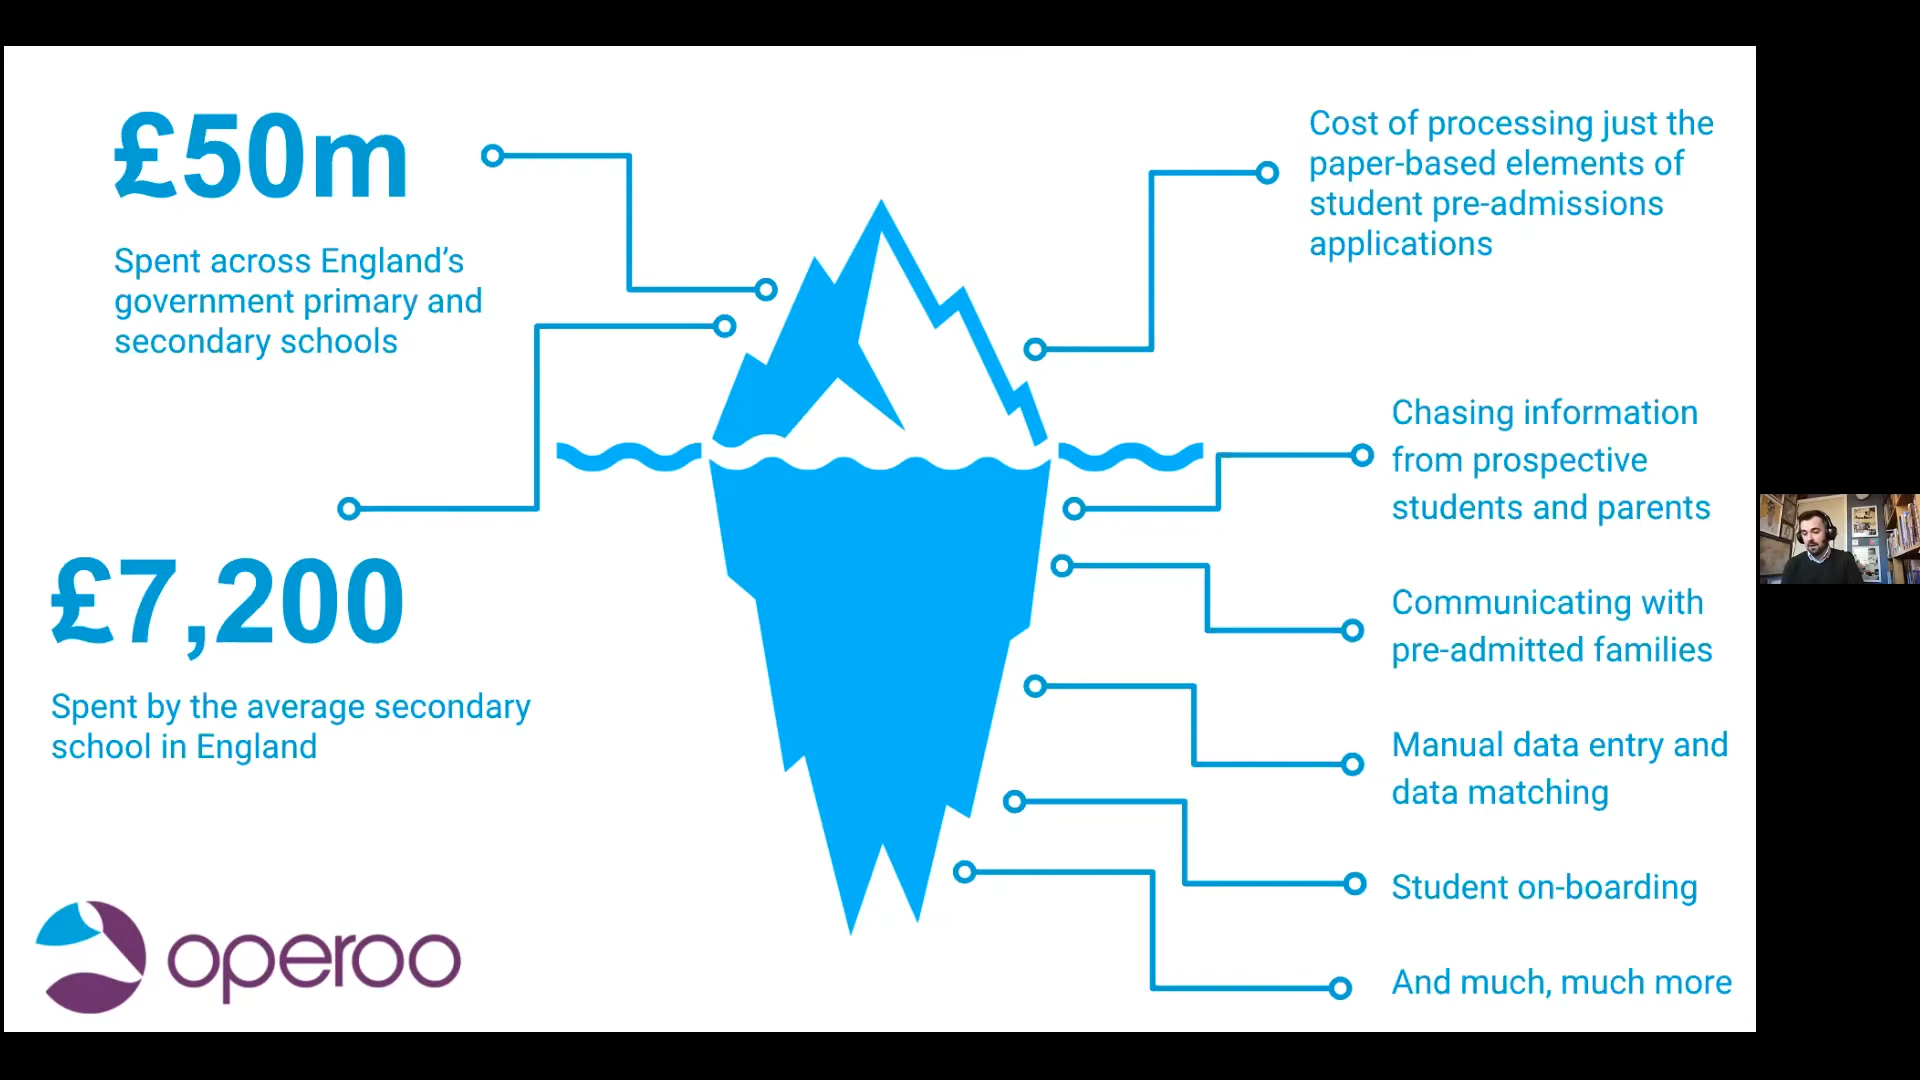 £50m
Spent across England’s
government primary and
secondary schools
£7,200
Spent by the average secondary
school in England
operoo
Cost of processing just the
paper-based elements of
student pre-admissions
applications
Chasing information
from prospective
students and parents
Communicating with
pre-admitted families
Manual data entry and
data matching
Student on-boarding
And much, much more